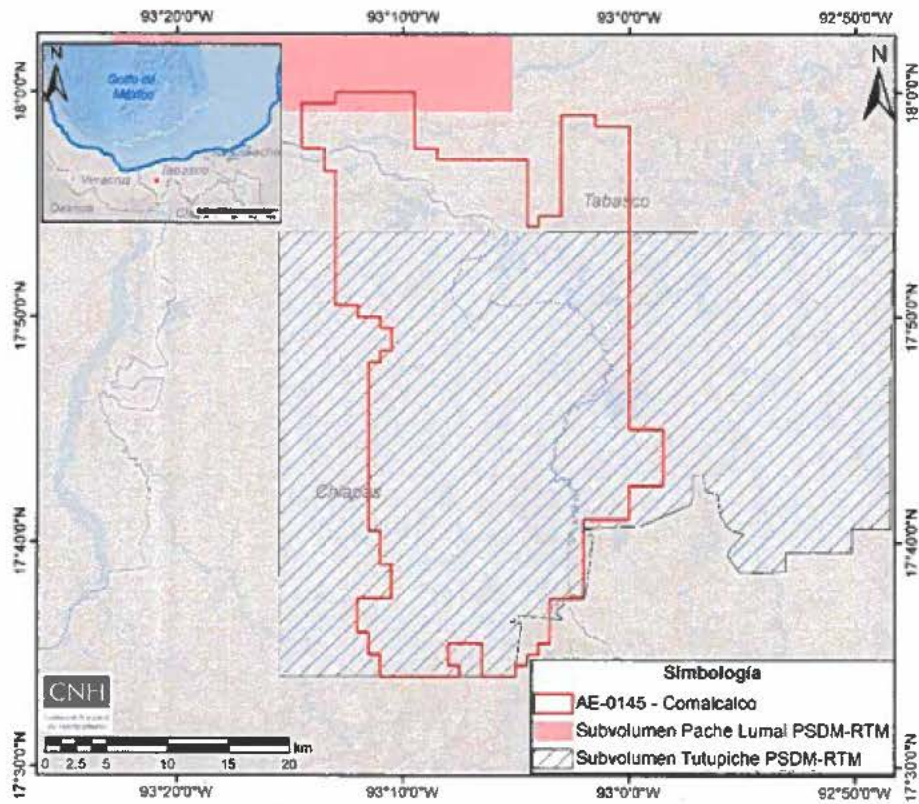 93°20'0"W 93°10'0"W 93°0'0"W 92°50'0"W
N
Golfo de
México
Veracruz
Tabasco
Oaxaca
N
18°0'0"N
18°0'0"N
Tabasco
17°50'0"N
17°50'0"N
Chiapas
17°40'0"N
17°40'0"N
CNH
0 2.5 5 10 15 20
km
Simbología
AE-0145 - Comalcalco
Subvolumen Pache Lumal PSDM-RTM
Subvolumen Tutupiche PSDM-RTM
17°30'0"N
17°30'0"N
93°20'0"W 93°10'0"W 93°0'0"W 92°50'0"W